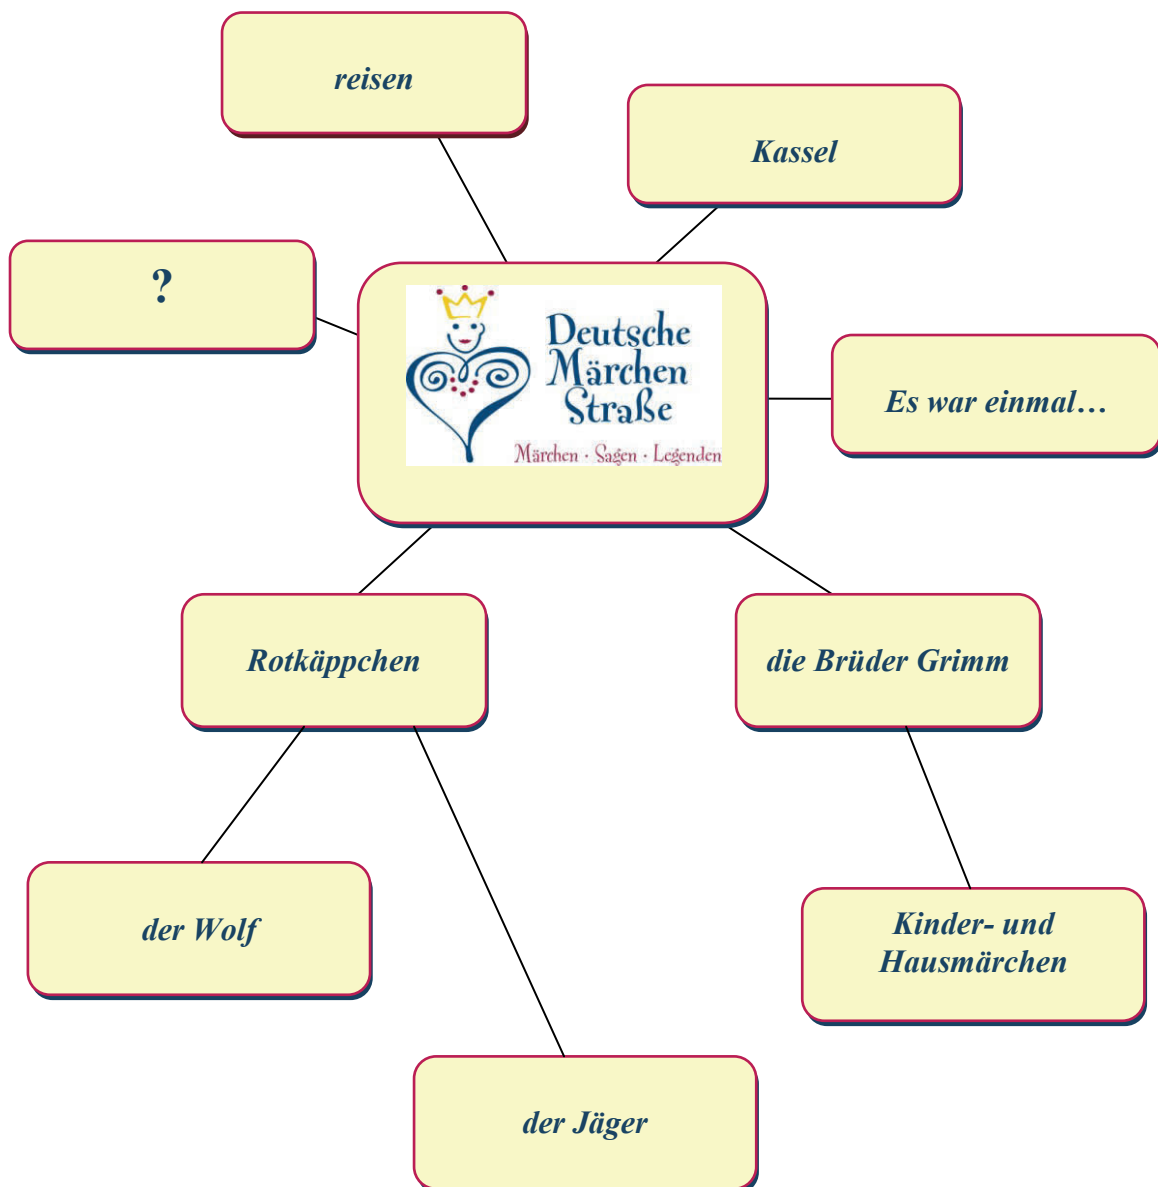 reisen
Kassel
?
Deutsche
Märchen
Straße
Märchen · Sagen · Legenden
Es war einmal…
Rotkäppchen
die Brüder Grimm
der Wolf
Kinder- und
Hausmärchen
der Jäger